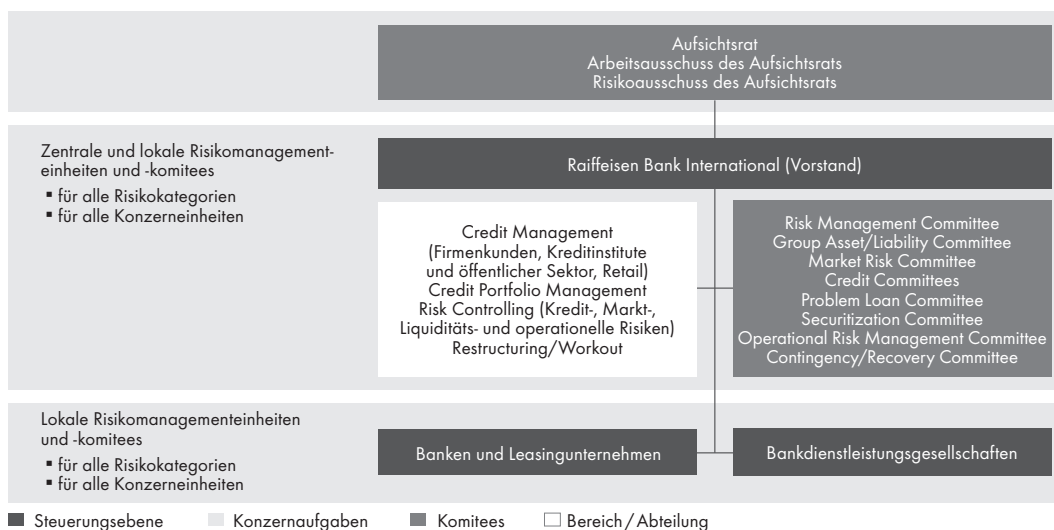 Aufsichtsrat
Arbeitsausschuss des Aufsichtsrats
Risikoausschuss des Aufsichtsrats
Zentrale und lokale Risikomanagement-
einheiten und -komitees
▪ für alle Risikokategorien
▪ für alle Konzerneinheiten
Raiffeisen Bank International (Vorstand)
Credit Management
(Firmenkunden, Kreditinstitute
und öffentlicher Sektor, Retail)
Credit Portfolio Management
Risk Controlling (Kredit-, Markt-,
Liquiditäts- und operationelle Risiken)
Restructuring/Workout
Risk Management Committee
Group Asset/Liability Committee
Market Risk Committee
Credit Committees
Problem Loan Committee
Securitization Committee
Operational Risk Management Committee
Contingency/Recovery Committee
Lokale Risikomanagementeinheiten
und -komitees
▪ für alle Risikokategorien
▪ für alle Konzerneinheiten
Banken und Leasingunternehmen
Bankdienstleistungsgesellschaften
Steuerungsebene Konzernaufgaben Komitees Bereich/Abteilung